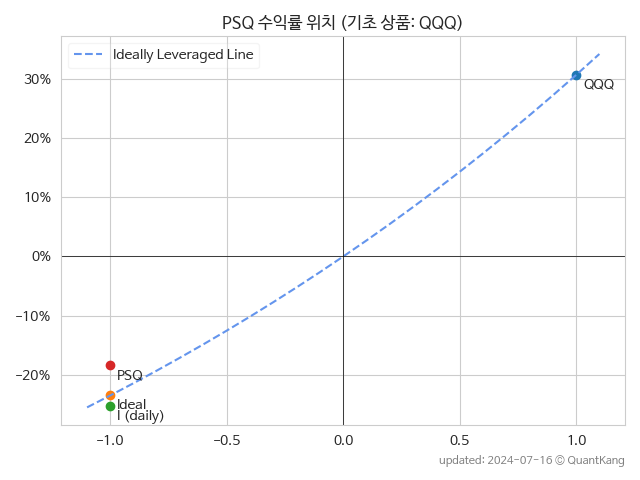 PSQ 수익률 위치 (기초 상품: QQQ)
Ideally Leveraged Line
30%
20%
10%
0%
−10%
−20%
QQQ
PSQ
Ideal
I (daily)
−1.0 −0.5 0.0 0.5 1.0
updated: 2024-07-16 © QuantKang